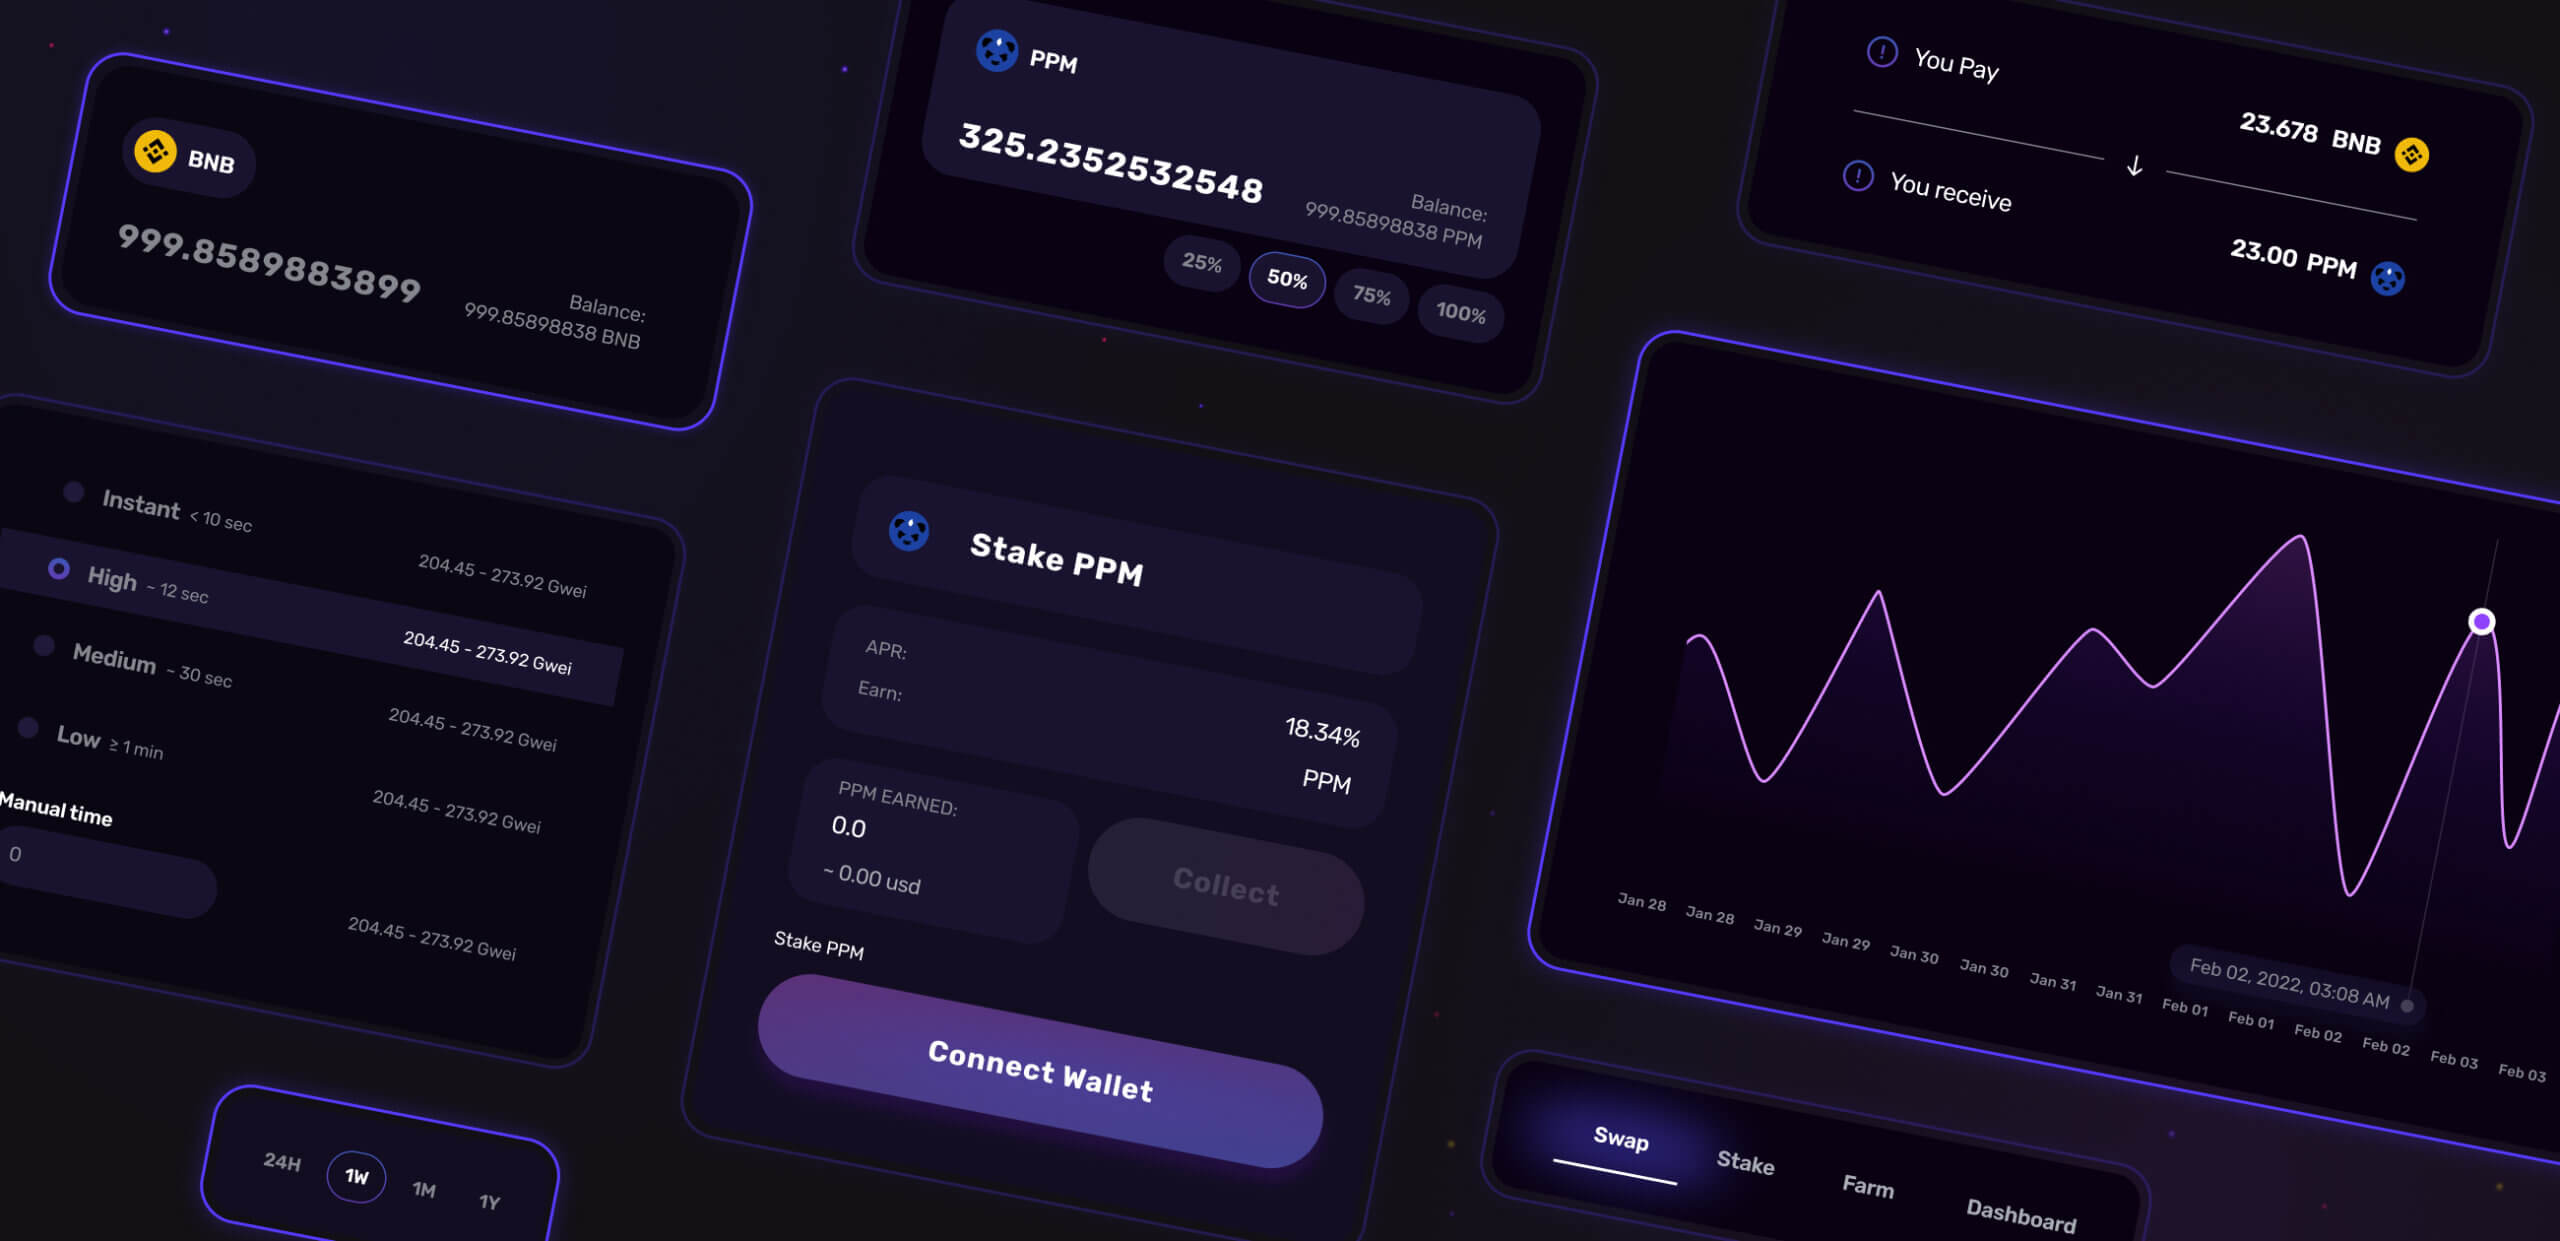 BNB
999.8589883899
Balance:
999.85898838 BNB
Instant < 10 sec
204.45 - 273.92 Gwei
High ~ 12 sec
204.45 - 273.92 Gwei
Medium ~ 30 sec
204.45 - 273.92 Gwei
Low ≥ 1 min
204.45 - 273.92 Gwei
Manual time
0
204.45 - 273.92 Gwei
24H 1W 1M 1Y
PPM
325.2352532548
Balance:
999.85898838 PPM
25% 50% 75% 100%
Stake PPM
APR:
18.34%
Earn:
PPM
PPM EARNED:
0.0
~ 0.00 usd
Collect
Stake PPM
Connect Wallet
You Pay
23.678 BNB
You receive
23.00 PPM
Feb 02, 2022, 03:08 AM
Jan 28 Jan 28 Jan 29 Jan 29 Jan 30 Jan 30 Jan 31 Jan 31 Feb 01 Feb 01 Feb 02 Feb 02 Feb 03 Feb 03
Swap Stake Farm Dashboard